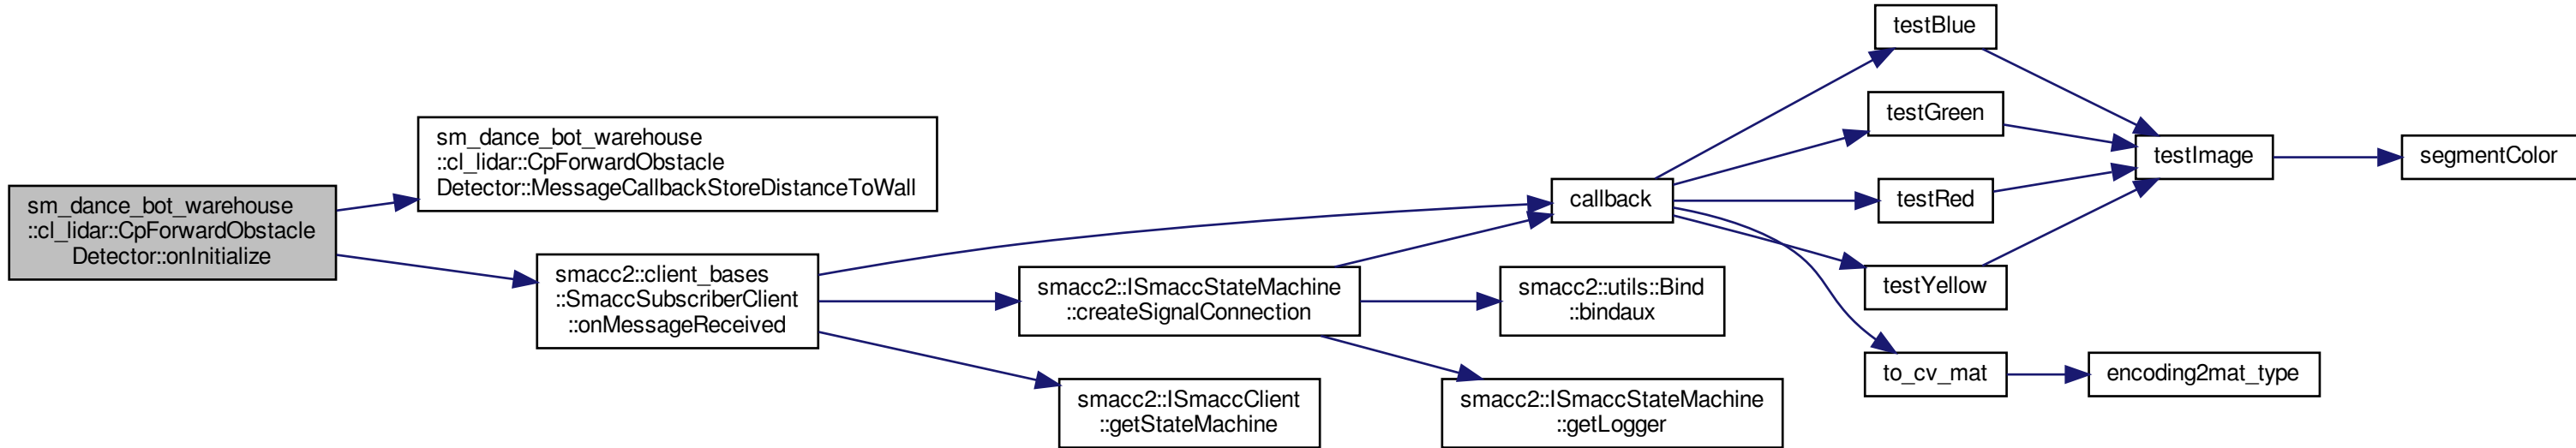 sm_dance_bot_warehouse
::cl_lidar::CpForwardObstacle
Detector::onInitialize
sm_dance_bot_warehouse
::cl_lidar::CpForwardObstacle
Detector::MessageCallbackStoreDistanceToWall
smacc2::client_bases
::SmaccSubscriberClient
::onMessageReceived
smacc2::ISmaccStateMachine
::createSignalConnection
smacc2::ISmaccClient
::getStateMachine
callback
smacc2::utils::Bind
::bindaux
smacc2::ISmaccStateMachine
::getLogger
testBlue
testGreen
testRed
testYellow
to_cv_mat
testImage
encoding2mat_type
segmentColor